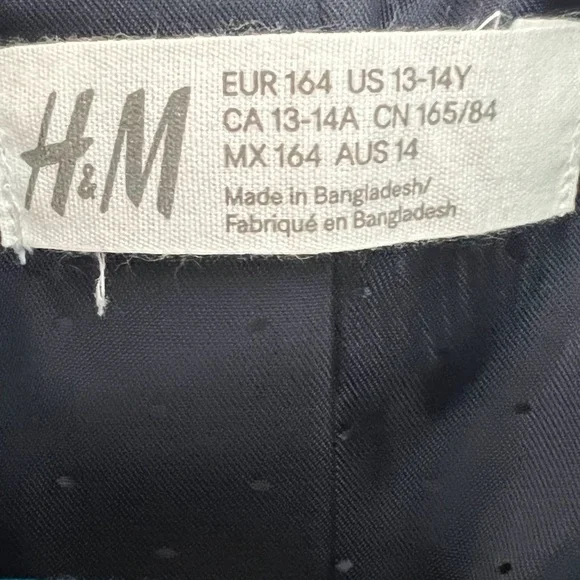 H&M
EUR 164 US 13-14Y
CA 13-14A CN 165/84
MX 164 AUS 14
Made in Bangladesh/
Fabriqué en Bangladesh